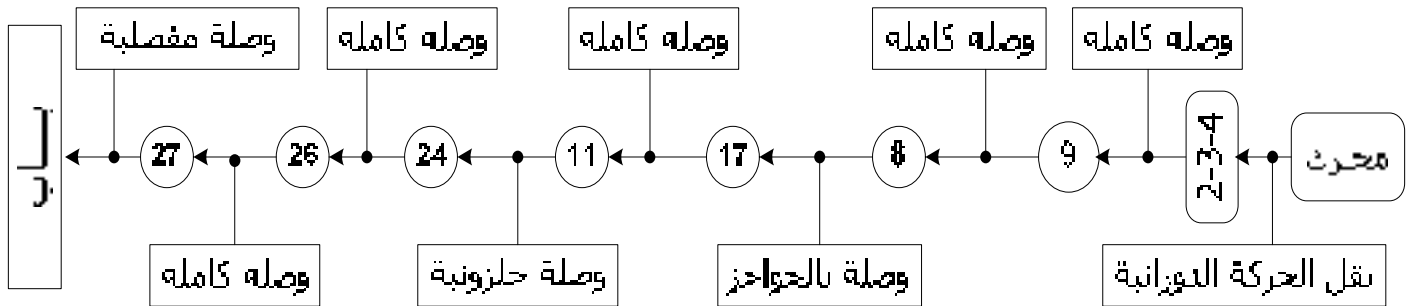 وصله كامله
وصله كامله
وصله كامله
وصله كامله
وصلة مفصلية
محرك
2-3-4
9
8
17
11
24
26
27
نقل الحركة الدورانية
وصلة بالحواجز
وصلة حلزونية
وصله كامله